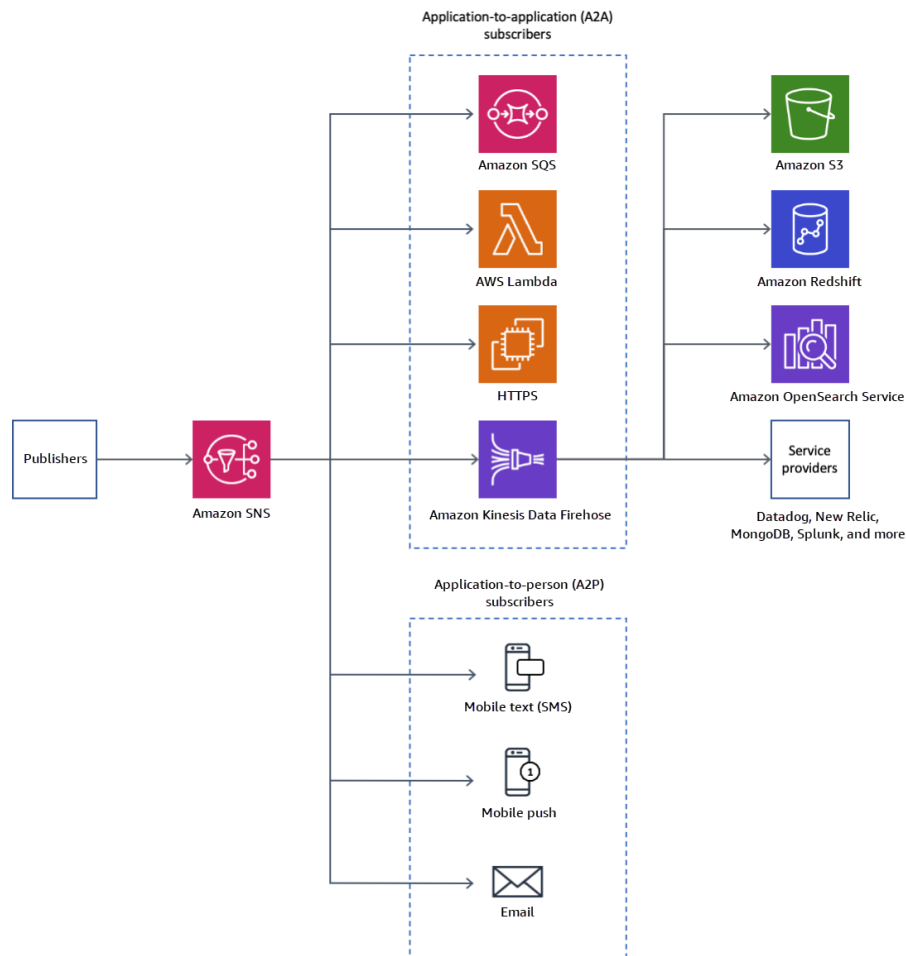 Application-to-application (A2A)
subscribers
Amazon SQS
Amazon S3
AWS Lambda
Amazon Redshift
HTTPS
Amazon OpenSearch Service
Publishers
Amazon SNS
Amazon Kinesis Data Firehose
Service
providers
Datadog, New Relic,
MongoDB, Splunk, and more
Application-to-person (A2P)
subscribers
Mobile text (SMS)
1
Mobile push
Email